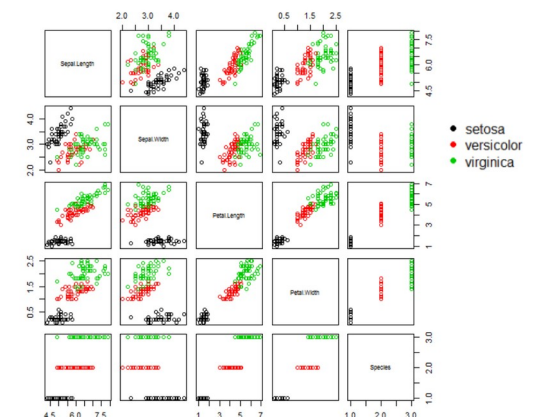 2.0 3.0 4.0
0.5 1.5 2.5
Sepal.Length
4.5 6.0 7.5
2.0 3.0 4.0
Sepal.Width
setosa
versicolor
virginica
Petal.Length
1 3 5 7
0.5 1.5 2.5
Petal.Width
Species
1.0 2.0 3.0
4.5 6.0 7.5
1 3 5 7
1.0 2.0 3.0